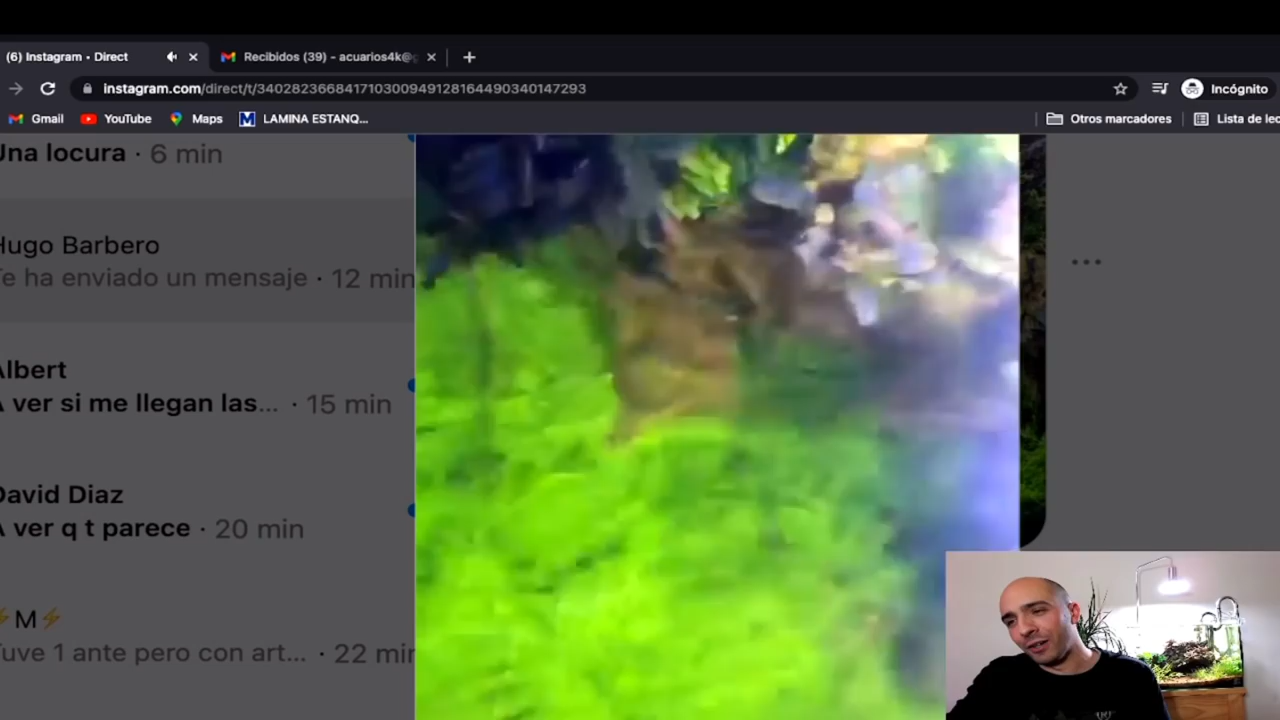 (6) Instagram • Direct
Recibidos (39) - acuarios4k@
instagram.com/direct/t/340282366841710300949128164490340147293
Incógnito
Gmail
YouTube
Maps
LAMINA ESTANQ...
Otros marcadores
Lista de lec
Una locura · 6 min
Hugo Barbero
Te ha enviado un mensaje · 12 min
Albert
A ver si me llegan las... · 15 min
David Diaz
A ver q t parece · 20 min
⚡M⚡
Tuve 1 ante pero con art... · 22 min